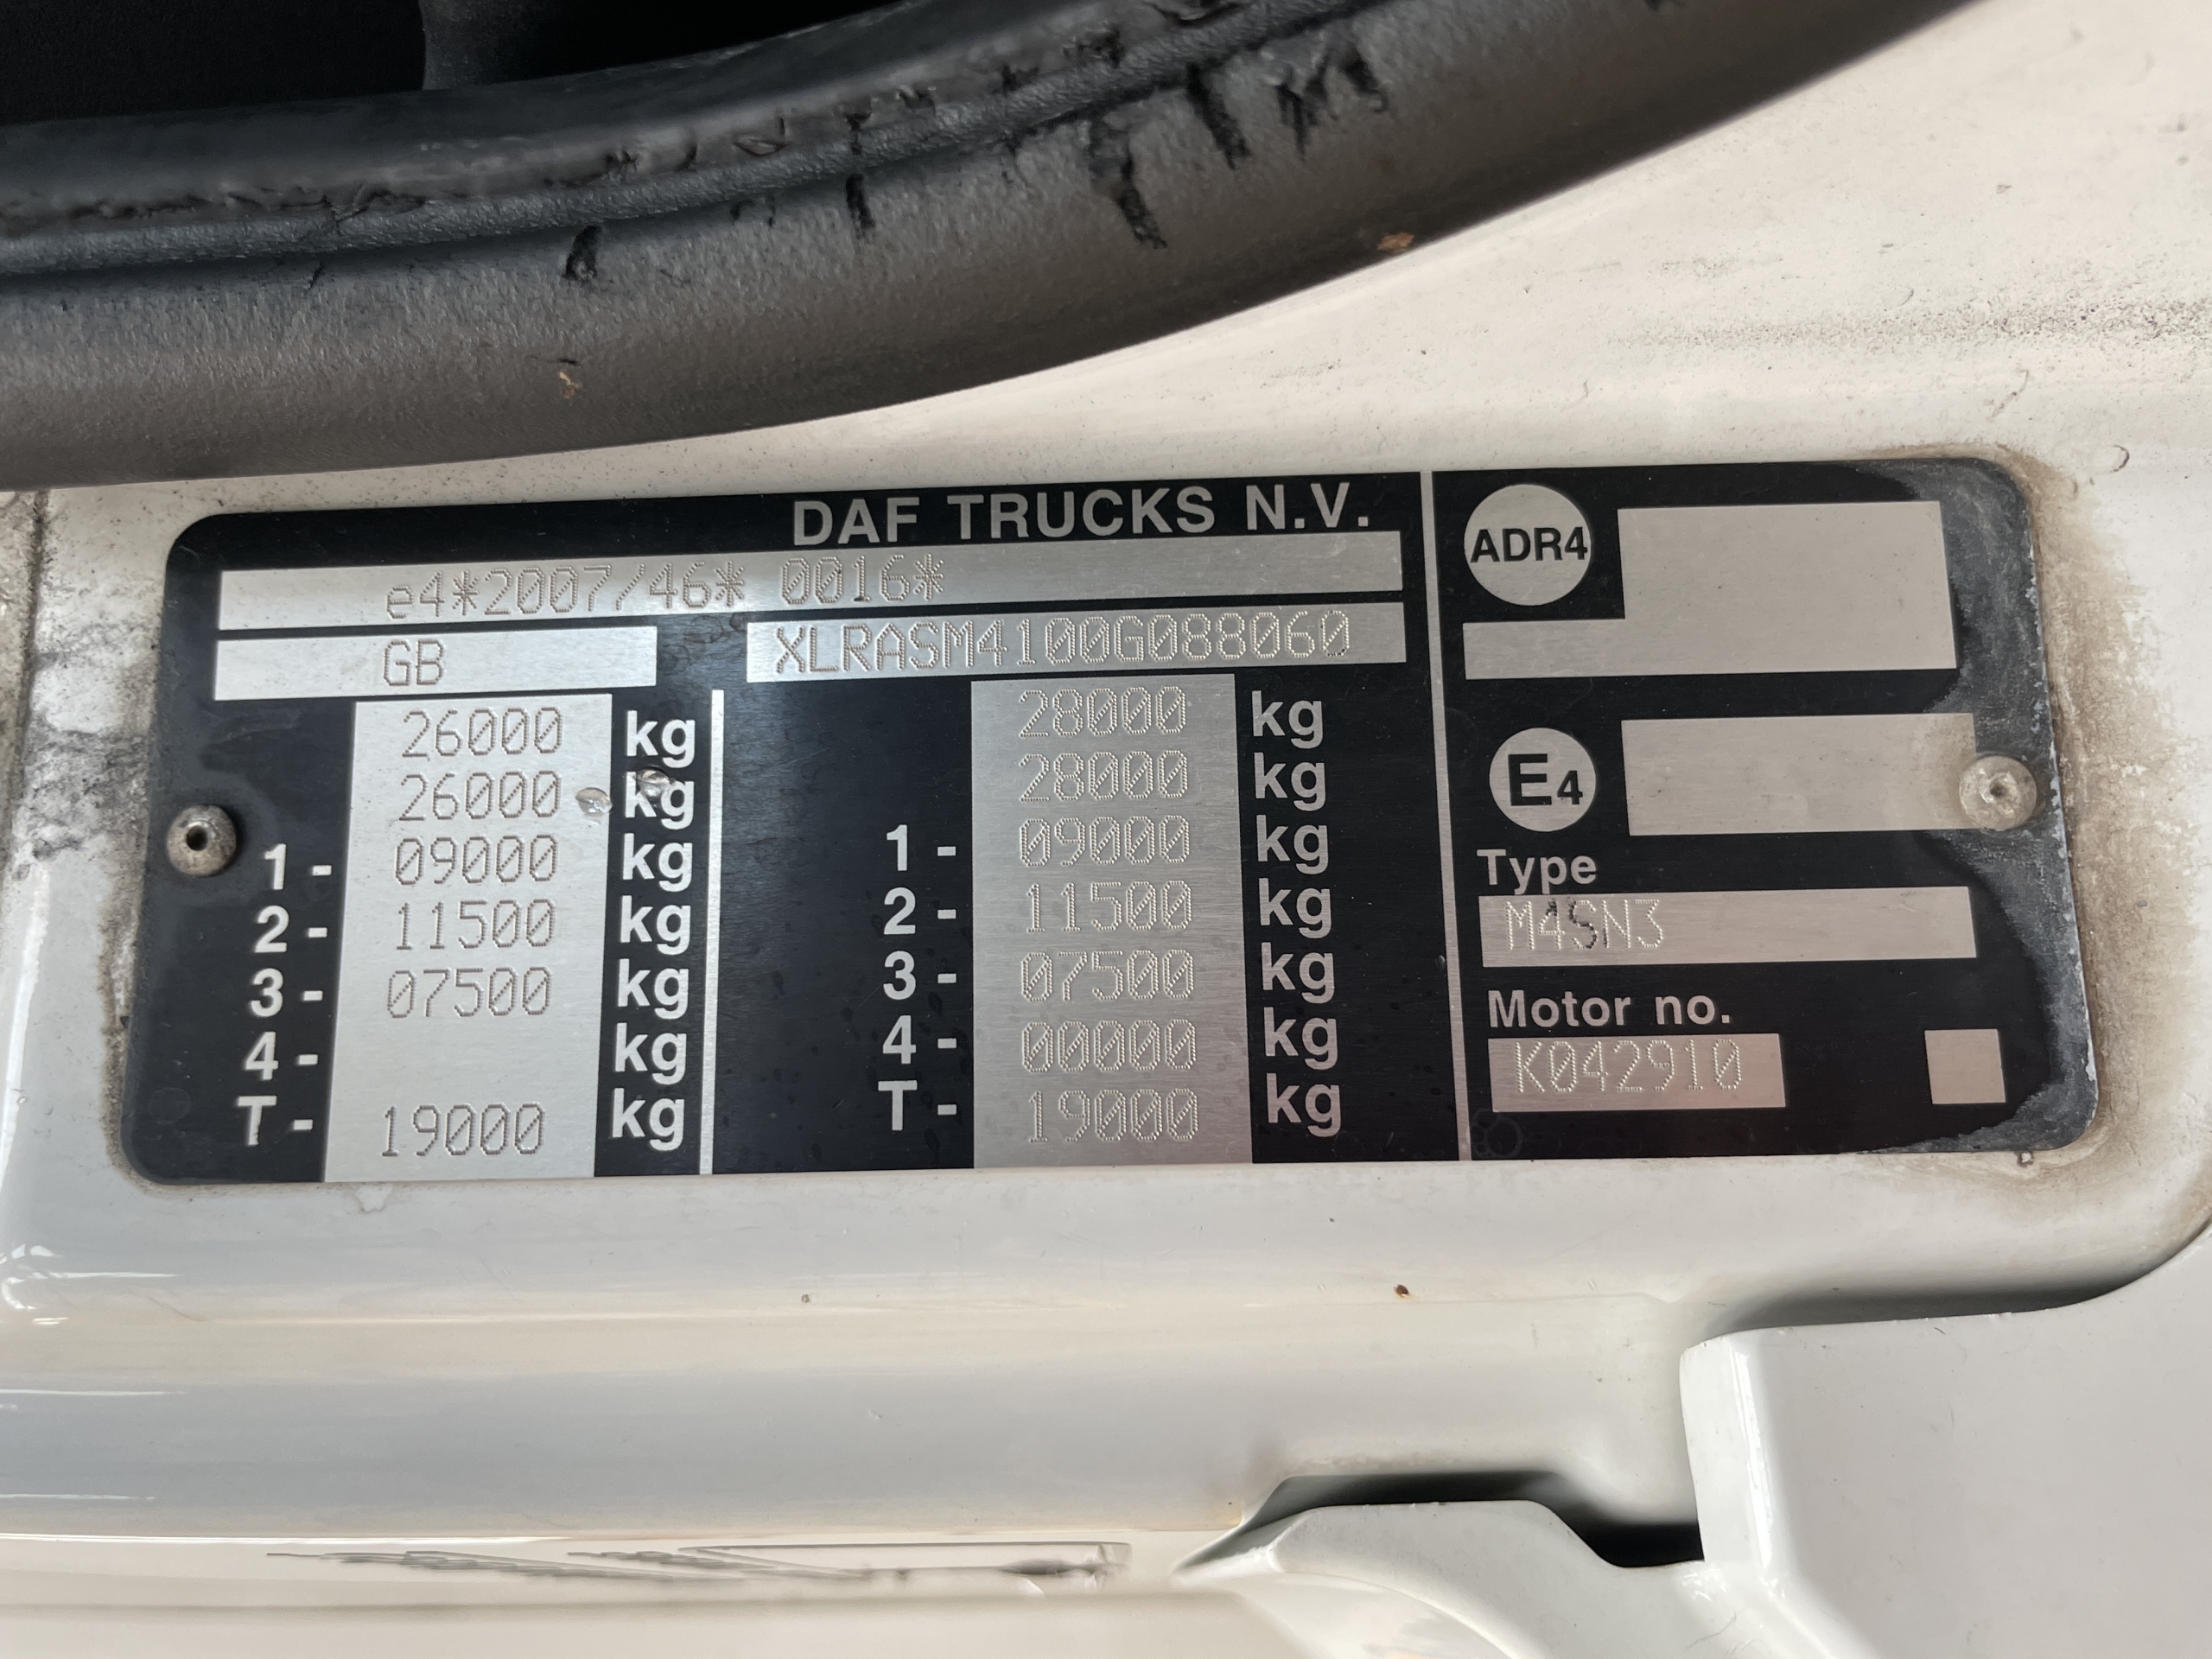 DAF TRUCKS N.V.
e4*2007/46* 0016*
GB XLRASM4100G088060
26000 kg 28000 kg
26000 kg 28000 kg
1- 09000 kg 1- 09000 kg
2- 11500 kg 2- 11500 kg
3- 07500 kg 3- 07500 kg
4- kg 4- 00000 kg
T- 19000 kg T- 19000 kg
ADR4
E4
Type
M4SN3
Motor no.
K042910